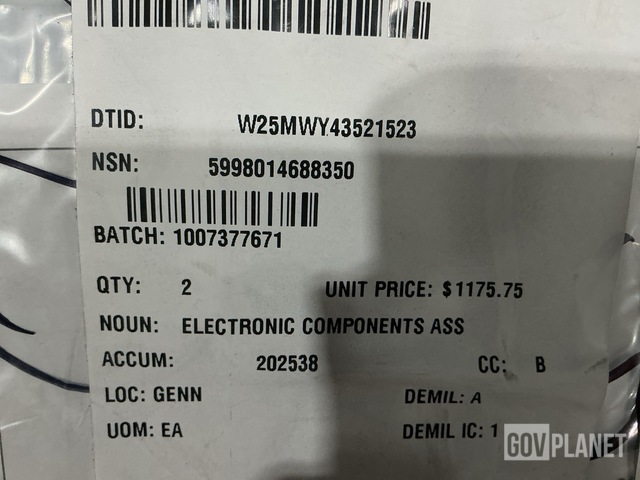 DTID: W25MWY43521523
NSN: 5998014688350
BATCH: 1007377671
QTY: 2 UNIT PRICE: $1175.75
NOUN: ELECTRONIC COMPONENTS ASS
ACCUM: 202538 CC: B
LOC: GENN DEMIL: A
UOM: EA DEMIL IC: 1
GOVPLANET